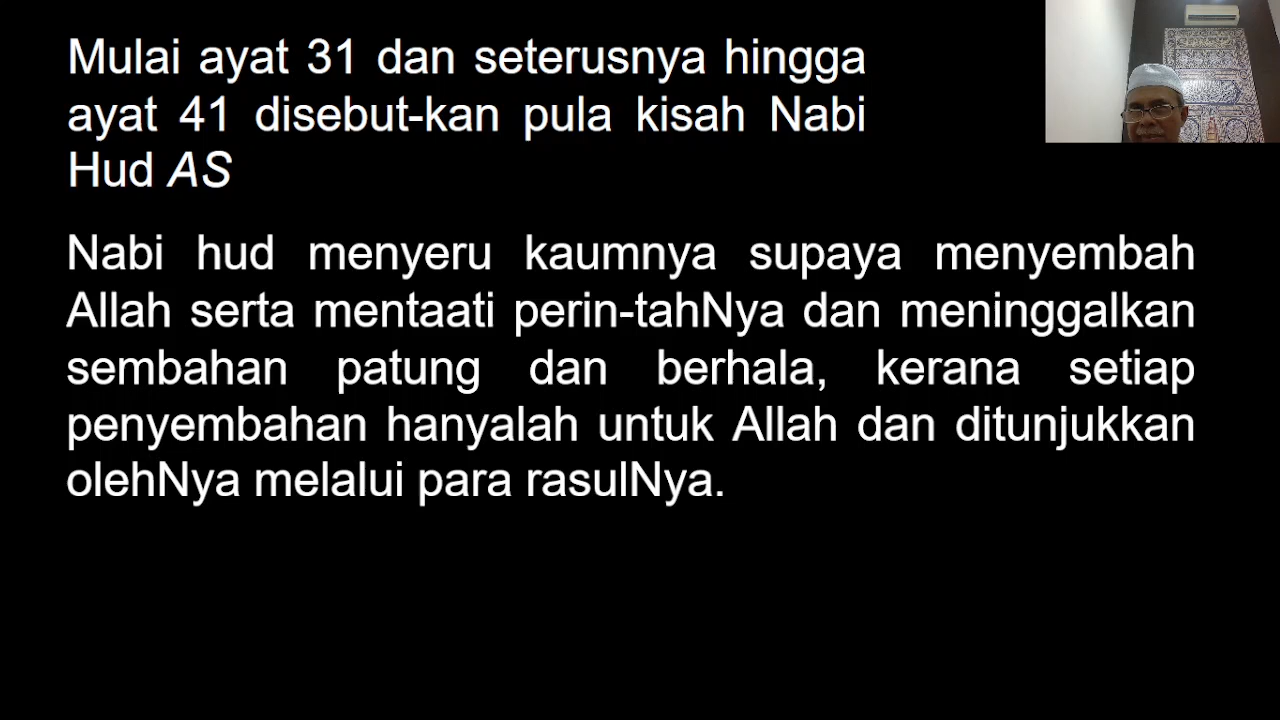 Mulai ayat 31 dan seterusnya hingga
ayat 41 disebut-kan pula kisah Nabi
Hud AS
Nabi hud menyeru kaumnya supaya menyembah
Allah serta mentaati perin-tahNya dan meninggalkan
sembahan patung dan berhala, kerana setiap
penyembahan hanyalah untuk Allah dan ditunjukkan
olehNya melalui para rasulNya.